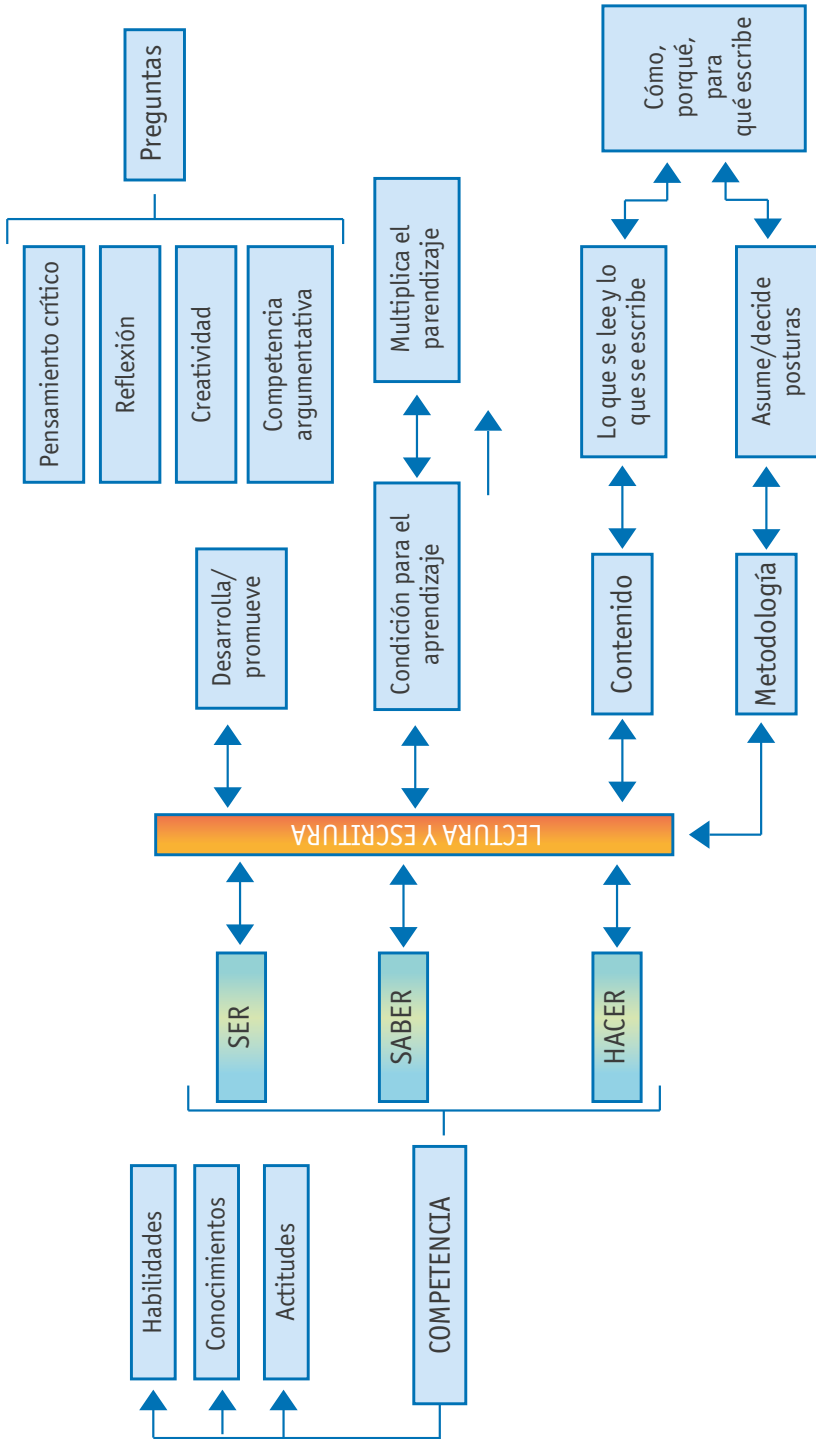 Habilidades
Conocimientos
Actitudes
COMPETENCIA
SER
SABER
HACER
LECTURA Y ESCRITURA
Desarrolla/
promueve
Condición para el
aprendizaje
Contenido
Metodología
Pensamiento crítico
Reflexión
Creatividad
Competencia
argumentativa
Preguntas
Multiplica el
parendizaje
Lo que se lee y lo
que se escribe
Asume/decide
posturas
Cómo,
porqué,
para
qué escribe